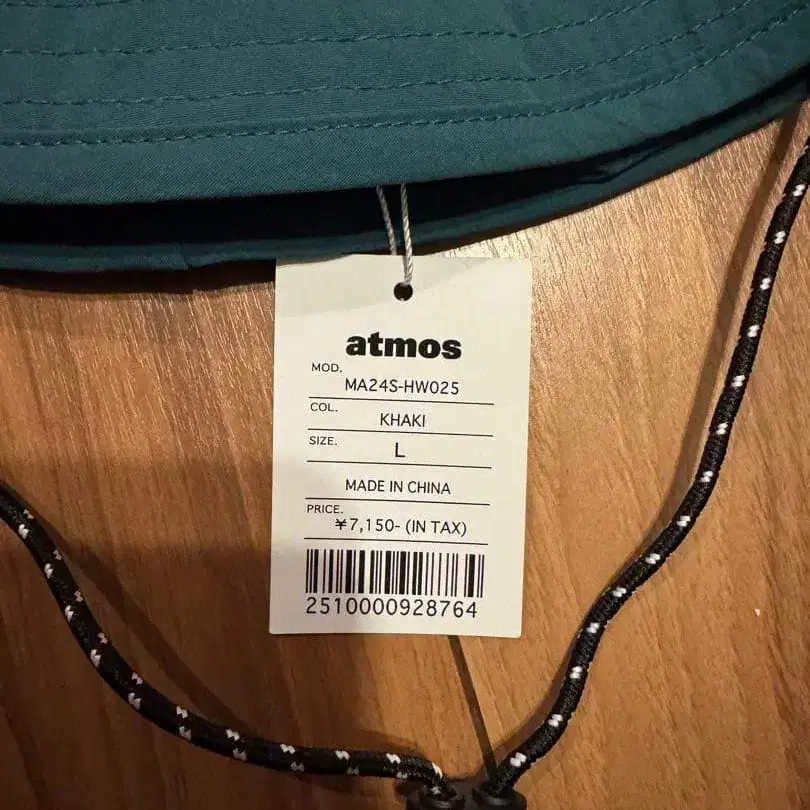 atmos
MOD.
MA24S-HW025
COL.
KHAKI
SIZE.
L
MADE IN CHINA
PRICE.
¥7,150- (IN TAX)
2510000928764